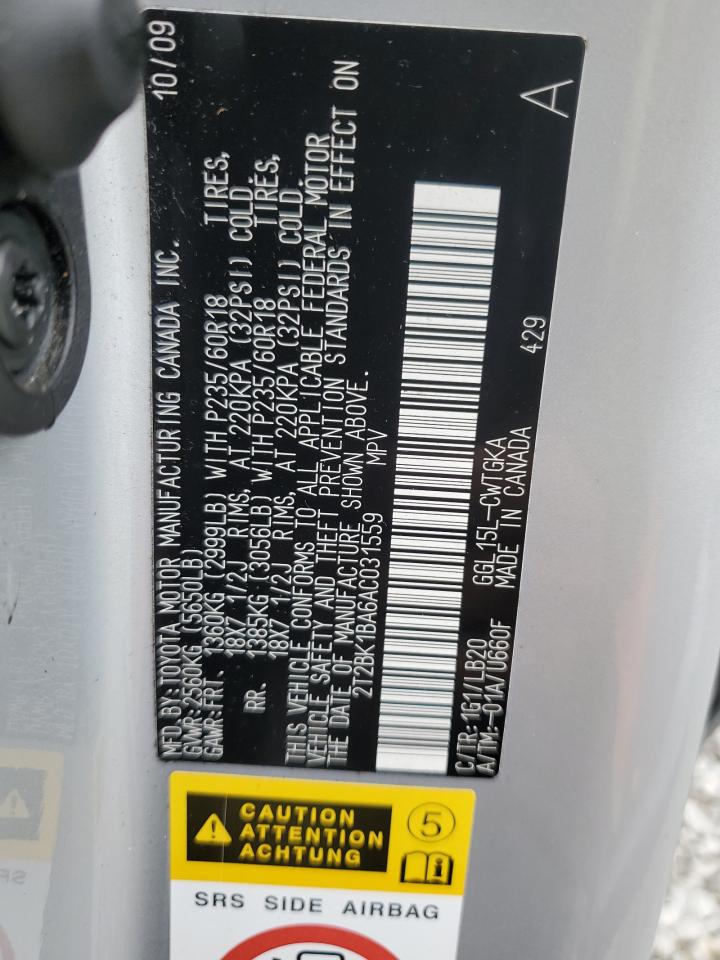 MFD BY: TOYOTA MOTOR MANUFACTURING CANADA INC. 10/09
GVWR: 2560KG (5650LB)
GAWR: FRT. 1360KG (2999LB) WITH P235/60R18 TIRES,
18X7 1/2J RIMS, AT 220KPA (32PSI) COLD.
RR. 1385KG (3056LB) WITH P235/60R18 TIRES,
18X7 1/2J RIMS, AT 220KPA (32PSI) COLD.
THIS VEHICLE CONFORMS TO ALL APPLICABLE FEDERAL MOTOR
VEHICLE SAFETY AND THEFT PREVENTION STANDARDS IN EFFECT ON
THE DATE OF MANUFACTURE SHOWN ABOVE.
2T2BK1BA6AC031559 MPV
C/TR: 1G1/LB20 GGL15L-CWTGKA 429 A
A/TM: -01A/U660F MADE IN CANADA
CAUTION
ATTENTION
ACHTUNG
5
SRS SIDE AIRBAG